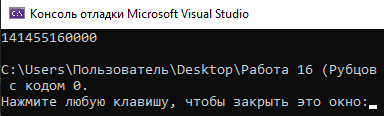 Консоль отладки Microsoft Visual Studio
141455160000
C:\Users\Пользователь\Desktop\Работа 16 (Рубцов
с кодом 0.
Нажмите любую клавишу, чтобы закрыть это окно: